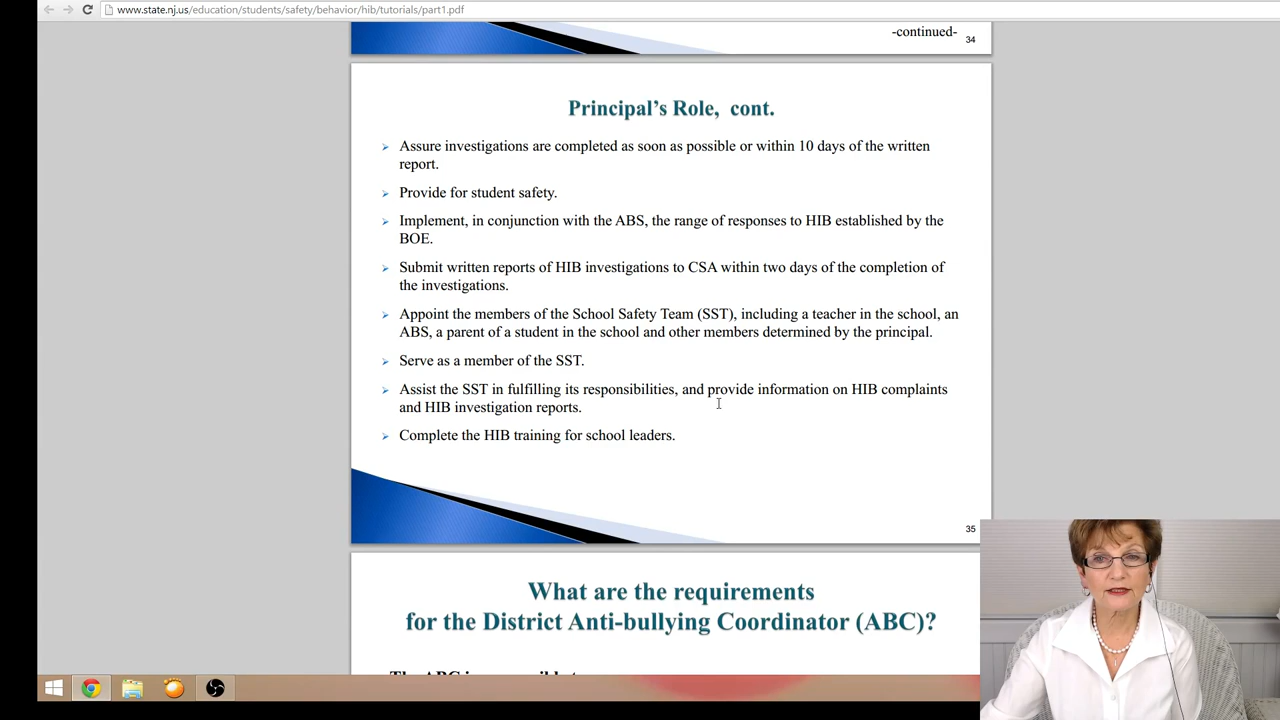 www.state.nj.us/education/students/safety/behavior/hib/tutorials/part1.pdf
-continued-
34
Principal's Role, cont.
Assure investigations are completed as soon as possible or within 10 days of the written
report.
Provide for student safety.
Implement, in conjunction with the ABS, the range of responses to HIB established by the
BOE.
Submit written reports of HIB investigations to CSA within two days of the completion of
the investigations.
Appoint the members of the School Safety Team (SST), including a teacher in the school, an
ABS, a parent of a student in the school and other members determined by the principal.
Serve as a member of the SST.
Assist the SST in fulfilling its responsibilities, and provide information on HIB complaints
and HIB investigation reports.
Complete the HIB training for school leaders.
35
What are the requirements
for the District Anti-bullying Coordinator (ABC)?